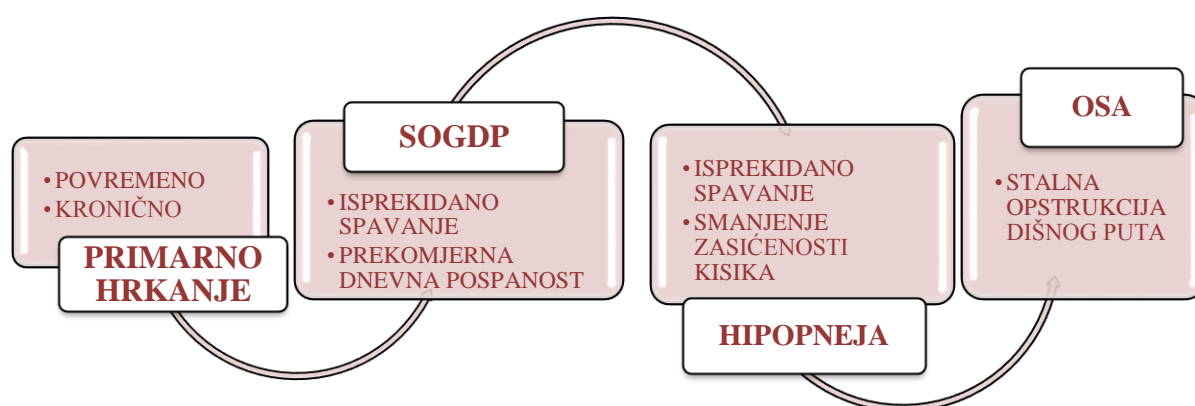 • POVREMENO
• KRONIČNO
PRIMARNO
HRKANJE
SOGDP
• ISPREKIDANO
SPAVANJE
• PREKOMJERNA
DNEVNA POSPANOST
• ISPREKIDANO
SPAVANJE
• SMANJENJE
ZASIĆENOSTI
KISIKA
HIPOPNEJA
OSA
• STALNA
OPSTRUKCIJA
DIŠNOG PUTA